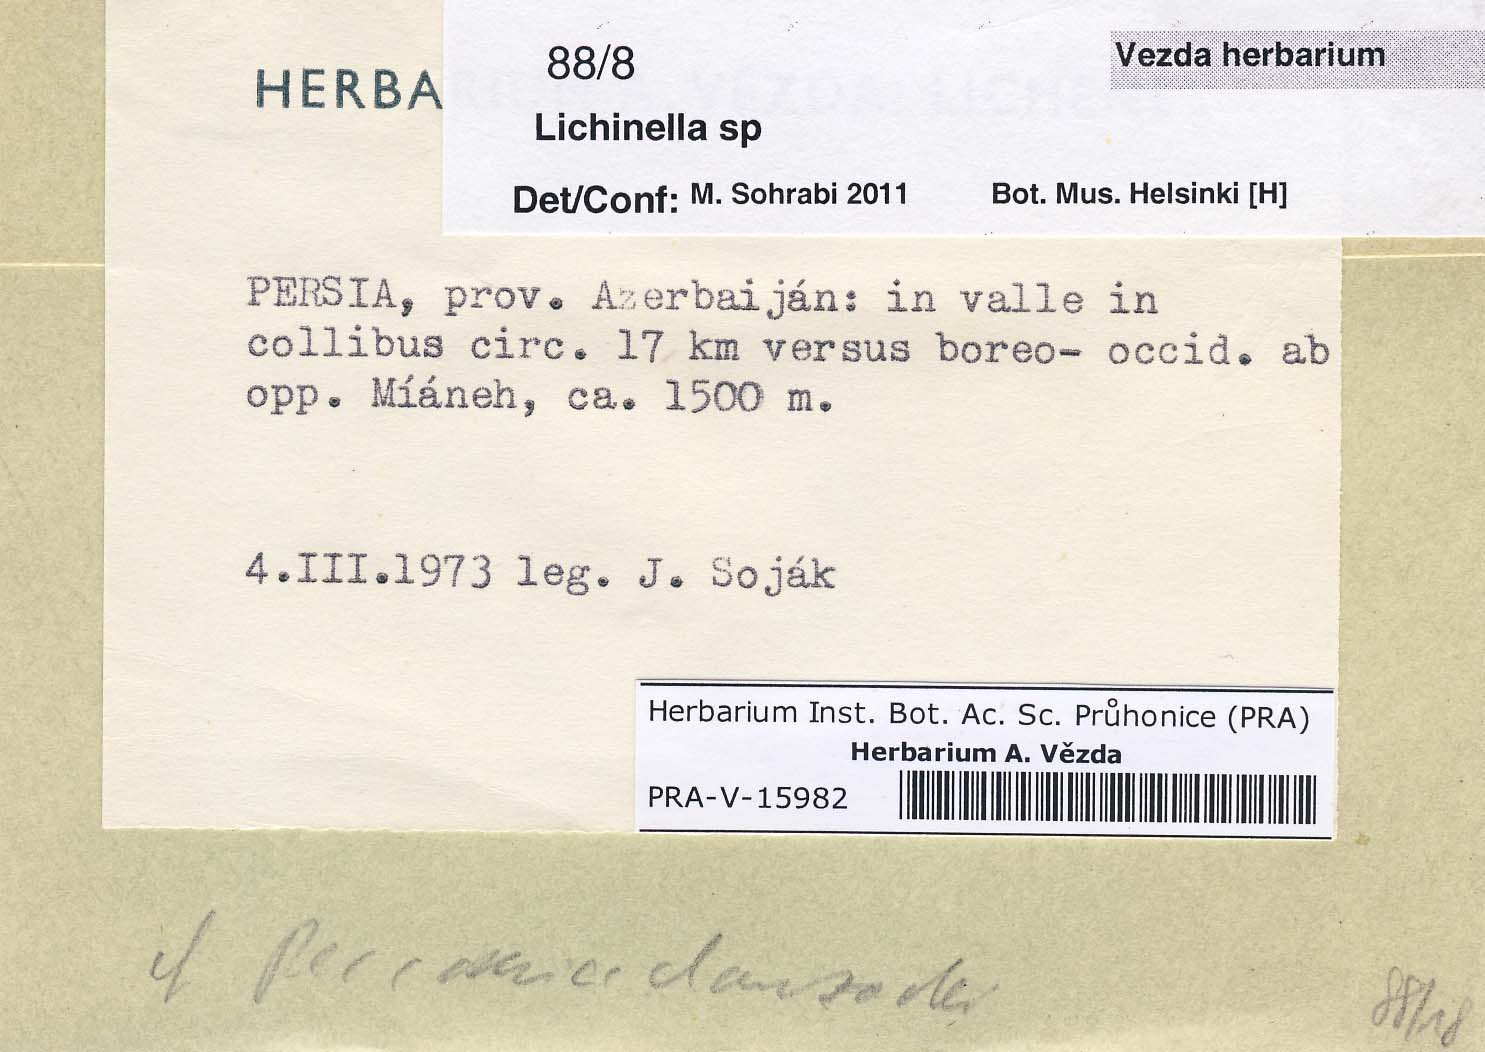 88/8
Vezda herbarium
HERBA
Lichinella sp
Det/Conf: M. Sohrabi 2011 Bot. Mus. Helsinki [H]
PERSIA, prov. Azerbaiján: in valle in
collibus circ. 17 km versus boreo- occid. ab
opp. Míáneh, ca. 1500 m.
4.III.1973 leg. J. Soják
Herbarium Inst. Bot. Ac. Sc. Průhonice (PRA)
Herbarium A. Vězda
PRA-V-15982
cf
88/18